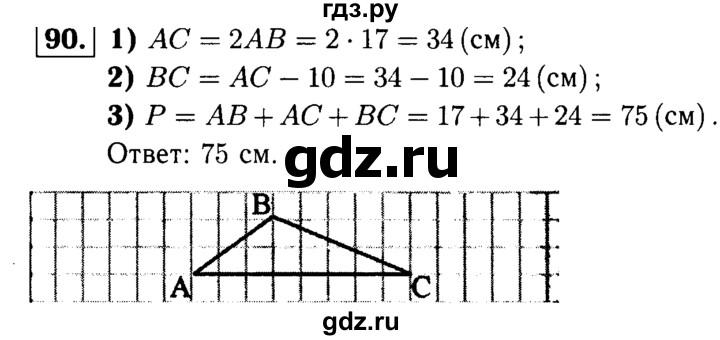 гдз.ру
90. 1) AC = 2AB = 2 · 17 = 34 (см) ;
2) BC = AC − 10 = 34 − 10 = 24 (см) ;
3) P = AB + AC + BC = 17 + 34 + 24 = 75 (см) .
Ответ: 75 см.
gdz.ru
B
A
C
gdz.ru